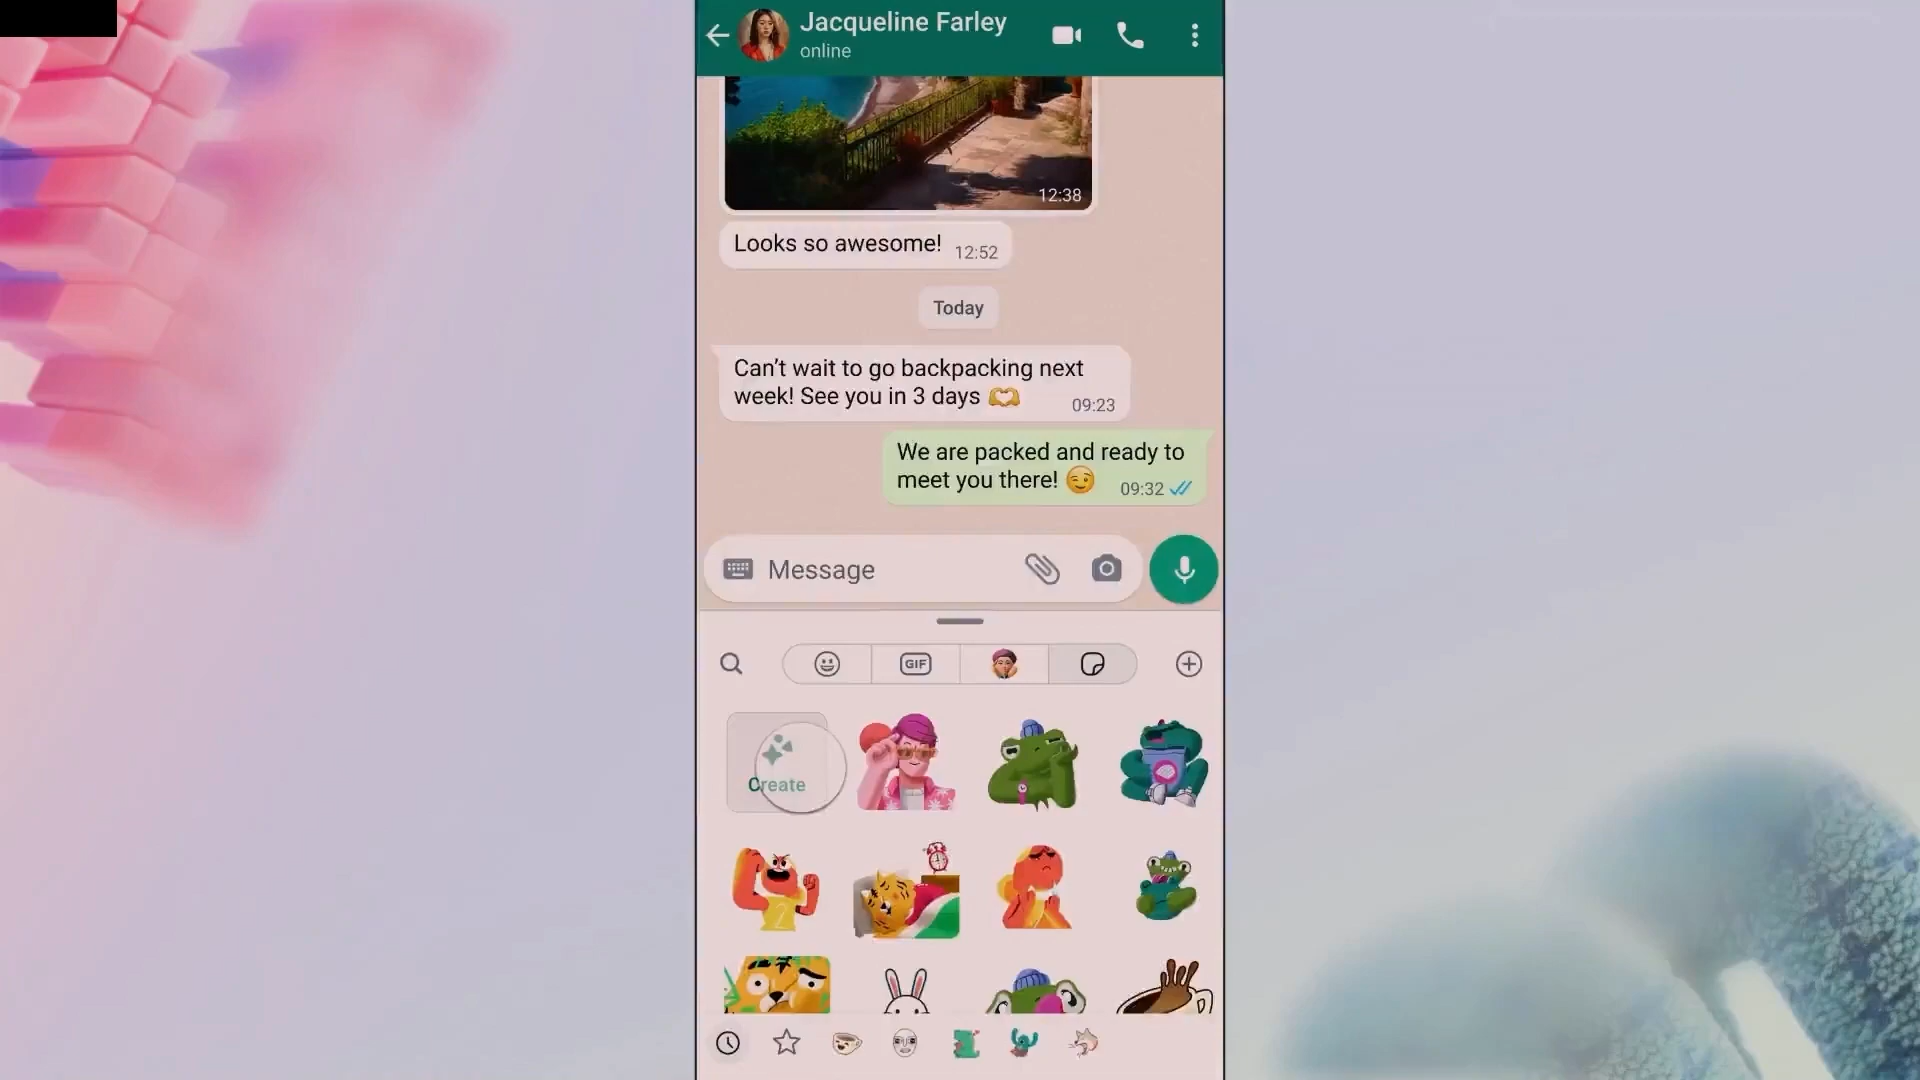 Jacqueline Farley
online
12:38
Looks so awesome! 12:52
Today
Can’t wait to go backpacking next
week! See you in 3 days 🫶 09:23
We are packed and ready to
meet you there! 😏 09:32
Message
GIF
Create